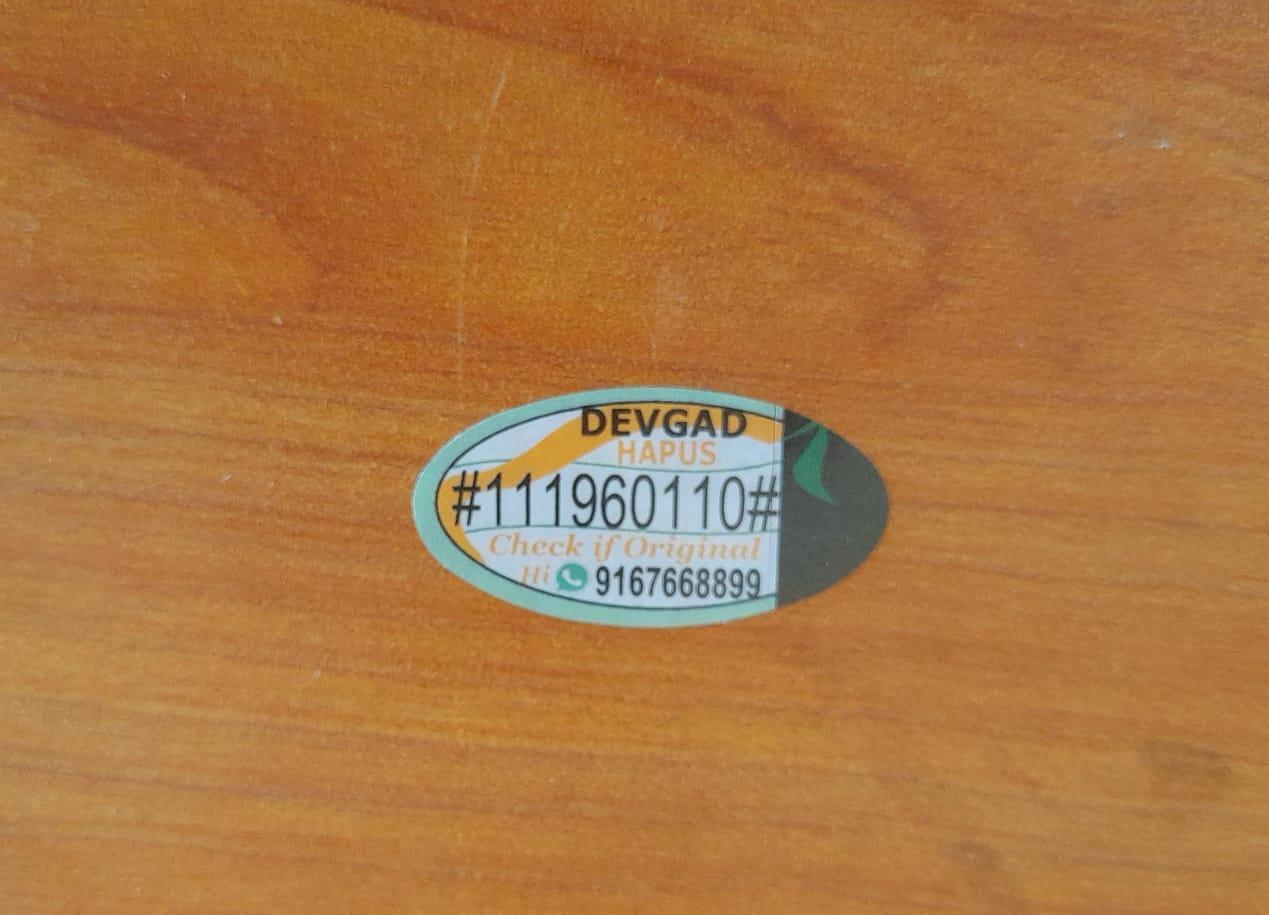 DEVGAD
HAPUS
#111960110#
Check if Original
Hi 9167668899